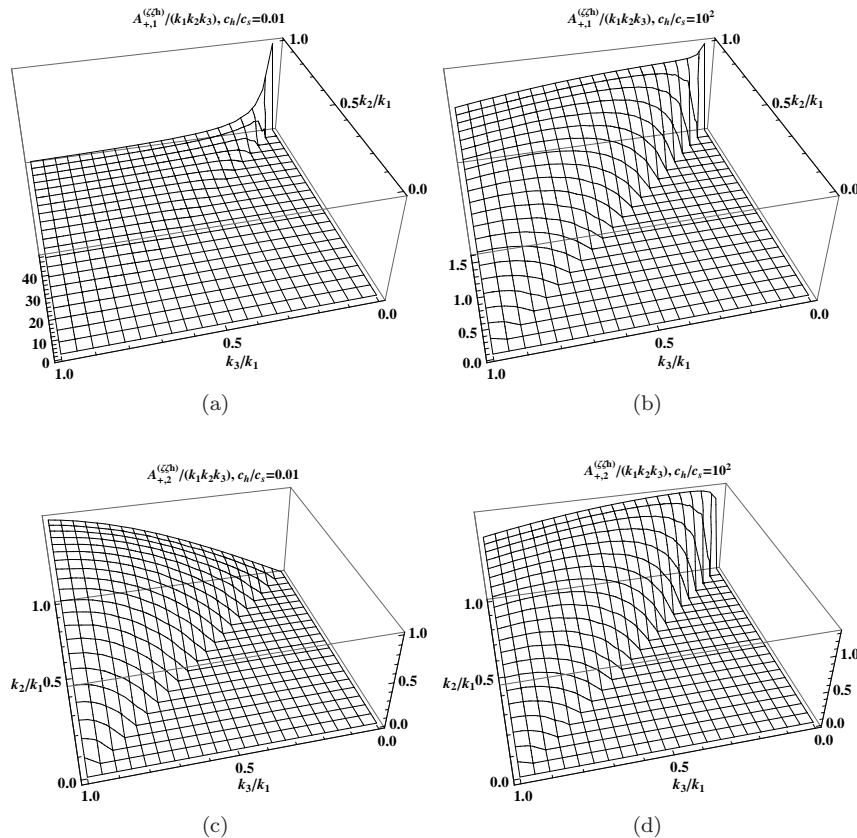 A_{+,1}^{(ζζh)}/(k₁k₂k₃), c_h/c_s=0.01
1.0
0.5 k₂/k₁
0.0
40
30
20
10
0
1.0
0.5
0.0
k₃/k₁
(a)
A_{+,1}^{(ζζh)}/(k₁k₂k₃), c_h/c_s=10²
1.0
0.5 k₂/k₁
0.0
1.5
1.0
0.5
0.0
1.0
0.5
0.0
k₃/k₁
(b)
A_{+,2}^{(ζζh)}/(k₁k₂k₃), c_h/c_s=0.01
1.0
k₂/k₁ 0.5
0.0
1.0
0.5
0.0
1.0
0.5
0.0
k₃/k₁
(c)
A_{+,2}^{(ζζh)}/(k₁k₂k₃), c_h/c_s=10²
1.0
k₂/k₁ 0.5
0.0
1.0
0.5
0.0
1.0
0.5
0.0
k₃/k₁
(d)